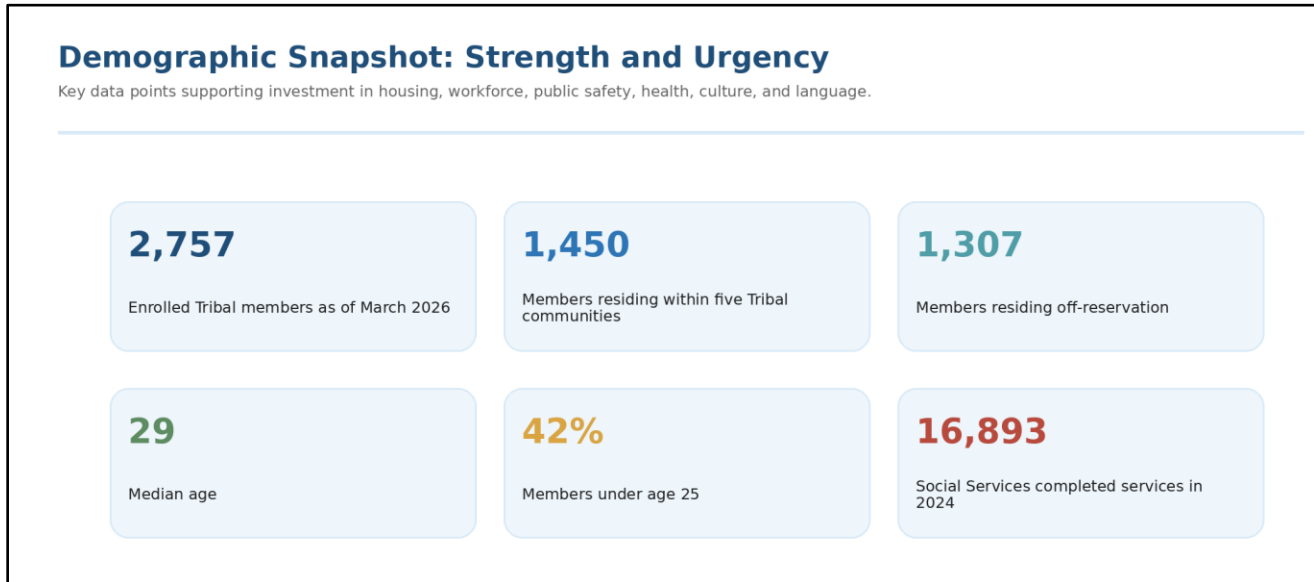 Demographic Snapshot: Strength and Urgency
Key data points supporting investment in housing, workforce, public safety, health, culture, and language.
2,757
Enrolled Tribal members as of March 2026
1,450
Members residing within five Tribal
communities
1,307
Members residing off-reservation
29
Median age
42%
Members under age 25
16,893
Social Services completed services in
2024